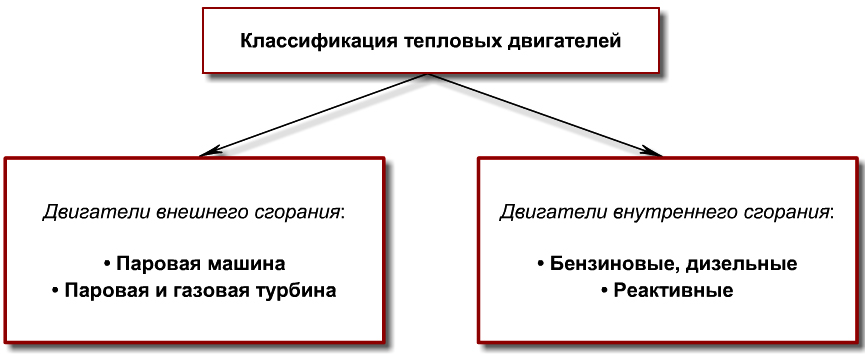 Классификация тепловых двигателей
Двигатели внешнего сгорания:
• Паровая машина
• Паровая и газовая турбина
Двигатели внутреннего сгорания:
• Бензиновые, дизельные
• Реактивные